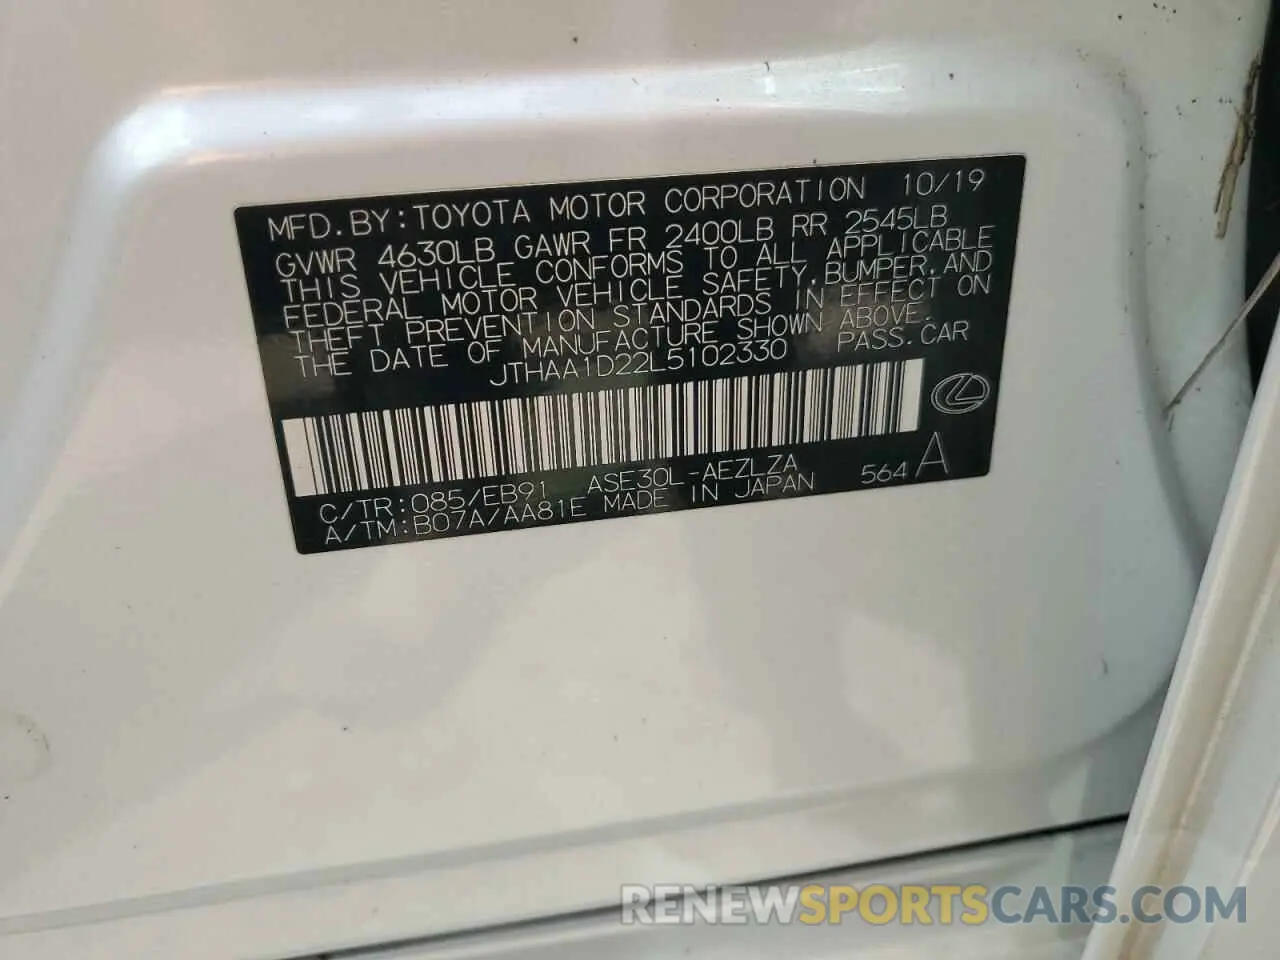 MFD.BY:TOYOTA MOTOR CORPORATION 10/19
GVWR 4630LB GAWR FR 2400LB RR 2545LB
THIS VEHICLE CONFORMS TO ALL APPLICABLE
FEDERAL MOTOR VEHICLE SAFETY,BUMPER,AND
THEFT PREVENTION STANDARDS IN EFFECT ON
THE DATE OF MANUFACTURE SHOWN ABOVE.
JTHAA1D22L5102330 PASS.CAR
C/TR:085/EB91 ASE30L-AEZLZA 564 A
A/TM:B07A/AA81E MADE IN JAPAN
RENEWSPORTSCARS.COM